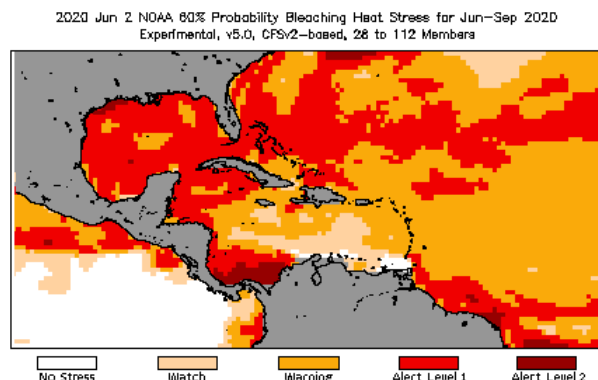 2020 Jun 2 NOAA 60% Probability Bleaching Heat Stress for Jun-Sep 2020
Experimental, v5.0, CFSv2-based, 28 to 112 Members
No Stress Watch Warning Alert Level 1 Alert Level 2